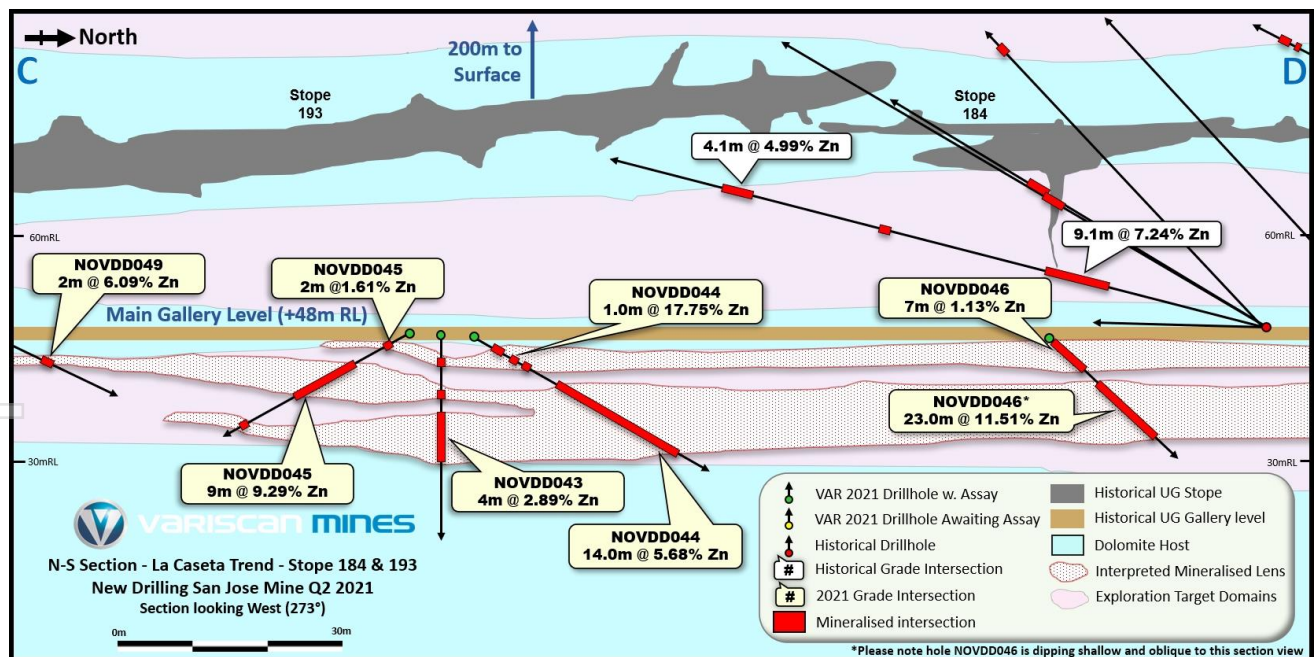 North
C
200m to
Surface
D
Stope
193
Stope
184
4.1m @ 4.99% Zn
60mRL
60mRL
9.1m @ 7.24% Zn
NOVDD049
2m @ 6.09% Zn
NOVDD045
2m @1.61% Zn
NOVDD044
1.0m @ 17.75% Zn
NOVDD046
7m @ 1.13% Zn
Main Gallery Level (+48m RL)
NOVDD046*
23.0m @ 11.51% Zn
30mRL
30mRL
NOVDD045
9m @ 9.29% Zn
NOVDD043
4m @ 2.89% Zn
NOVDD044
14.0m @ 5.68% Zn
VARISCAN MINES
N-S Section - La Caseta Trend - Stope 184 & 193
New Drilling San Jose Mine Q2 2021
Section looking West (273°)
0m 30m
VAR 2021 Drillhole w. Assay
VAR 2021 Drillhole Awaiting Assay
Historical Drillhole
# Historical Grade Intersection
# 2021 Grade Intersection
Mineralised intersection
Historical UG Stope
Historical UG Gallery level
Dolomite Host
Interpreted Mineralised Lens
Exploration Target Domains
*Please note hole NOVDD046 is dipping shallow and oblique to this section view